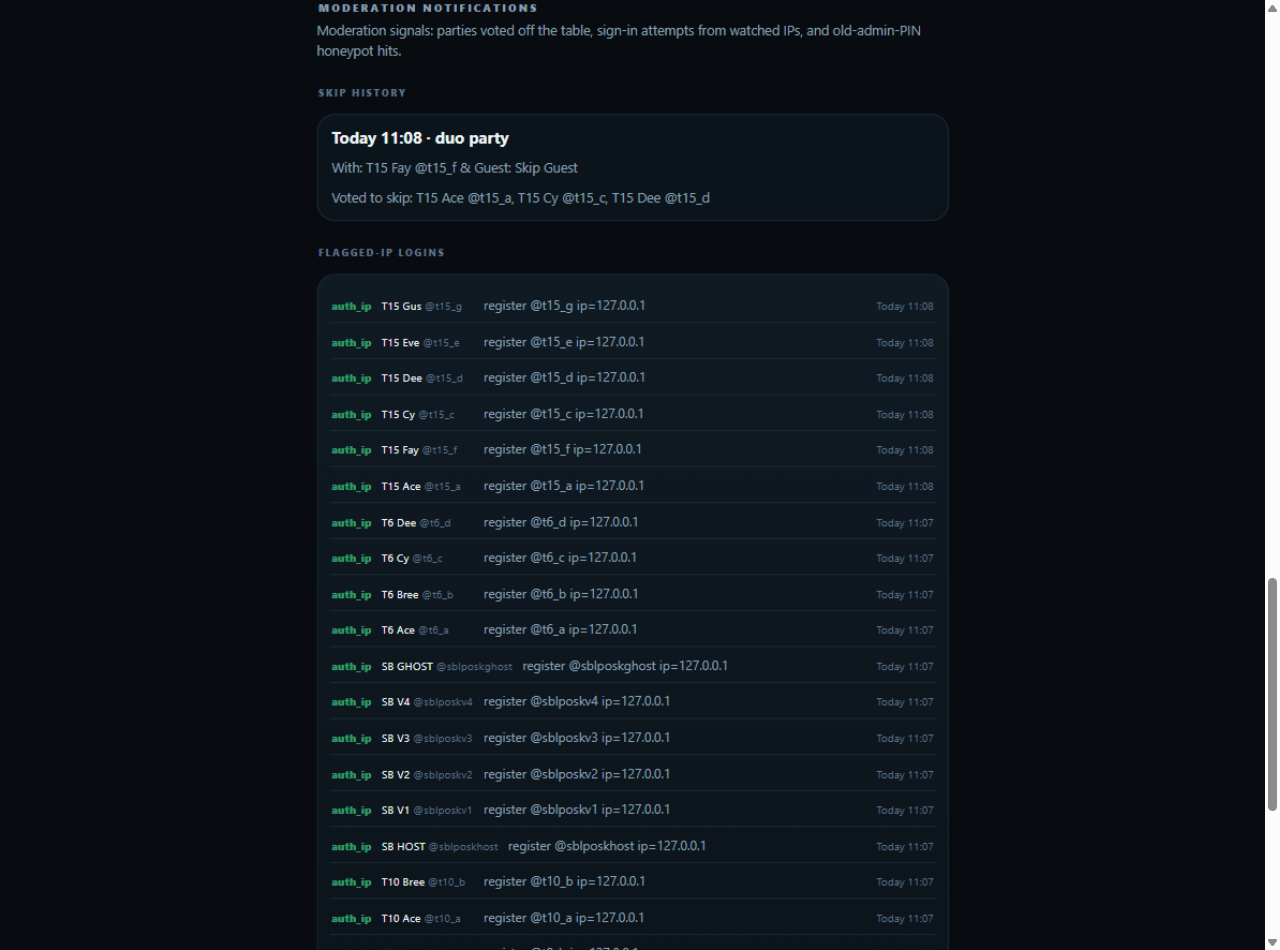 MODERATION NOTIFICATIONS
Moderation signals: parties voted off the table, sign-in attempts from watched IPs, and old-admin-PIN
honeypot hits.
SKIP HISTORY
Today 11:08 · duo party
With: T15 Fay @t15_f & Guest: Skip Guest
Voted to skip: T15 Ace @t15_a, T15 Cy @t15_c, T15 Dee @t15_d
FLAGGED-IP LOGINS
auth_ip T15 Gus @t15_g register @t15_g ip=127.0.0.1 Today 11:08
auth_ip T15 Eve @t15_e register @t15_e ip=127.0.0.1 Today 11:08
auth_ip T15 Dee @t15_d register @t15_d ip=127.0.0.1 Today 11:08
auth_ip T15 Cy @t15_c register @t15_c ip=127.0.0.1 Today 11:08
auth_ip T15 Fay @t15_f register @t15_f ip=127.0.0.1 Today 11:08
auth_ip T15 Ace @t15_a register @t15_a ip=127.0.0.1 Today 11:08
auth_ip T6 Dee @t6_d register @t6_d ip=127.0.0.1 Today 11:07
auth_ip T6 Cy @t6_c register @t6_c ip=127.0.0.1 Today 11:07
auth_ip T6 Bree @t6_b register @t6_b ip=127.0.0.1 Today 11:07
auth_ip T6 Ace @t6_a register @t6_a ip=127.0.0.1 Today 11:07
auth_ip SB GHOST @sblposkghost register @sblposkghost ip=127.0.0.1 Today 11:07
auth_ip SB V4 @sblposkv4 register @sblposkv4 ip=127.0.0.1 Today 11:07
auth_ip SB V3 @sblposkv3 register @sblposkv3 ip=127.0.0.1 Today 11:07
auth_ip SB V2 @sblposkv2 register @sblposkv2 ip=127.0.0.1 Today 11:07
auth_ip SB V1 @sblposkv1 register @sblposkv1 ip=127.0.0.1 Today 11:07
auth_ip SB HOST @sblposkhost register @sblposkhost ip=127.0.0.1 Today 11:07
auth_ip T10 Bree @t10_b register @t10_b ip=127.0.0.1 Today 11:07
auth_ip T10 Ace @t10_a register @t10_a ip=127.0.0.1 Today 11:07